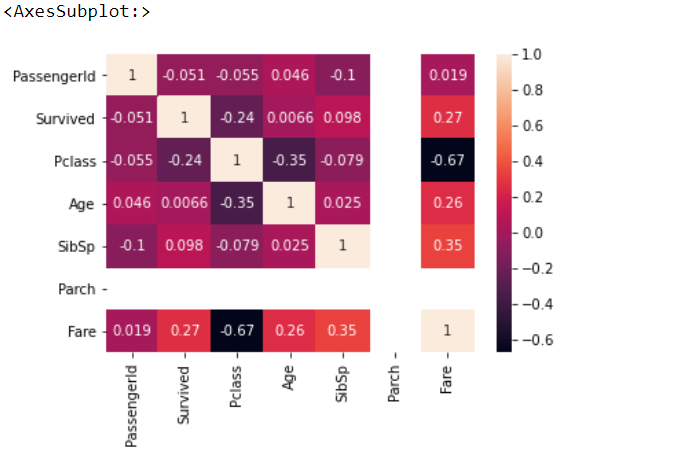 <AxesSubplot:>
PassengerId 1 -0.051 -0.055 0.046 -0.1 0.019
Survived -0.051 1 -0.24 0.0066 0.098 0.27
Pclass -0.055 -0.24 1 -0.35 -0.079 -0.67
Age 0.046 0.0066 -0.35 1 0.025 0.26
SibSp -0.1 0.098 -0.079 0.025 1 0.35
Parch
Fare 0.019 0.27 -0.67 0.26 0.35 1
PassengerId
Survived
Pclass
Age
SibSp
Parch
Fare
1.0
0.8
0.6
0.4
0.2
0.0
−0.2
−0.4
−0.6